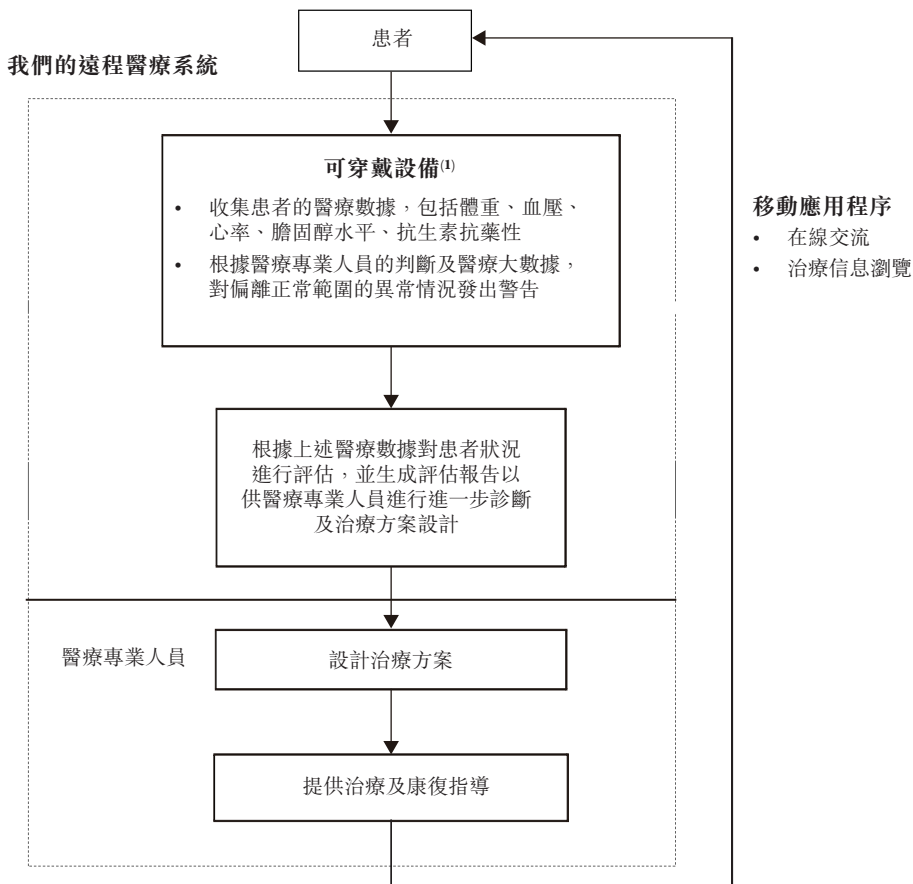 患者
我們的遠程醫療系統
可穿戴設備(1)
• 收集患者的醫療數據,包括體重、血壓、
心率、膽固醇水平、抗生素抗藥性
• 根據醫療專業人員的判斷及醫療大數據,
對偏離正常範圍的異常情況發出警告
移動應用程序
• 在線交流
• 治療信息瀏覽
根據上述醫療數據對患者狀況
進行評估,並生成評估報告以
供醫療專業人員進行進一步診斷
及治療方案設計
醫療專業人員
設計治療方案
提供治療及康復指導